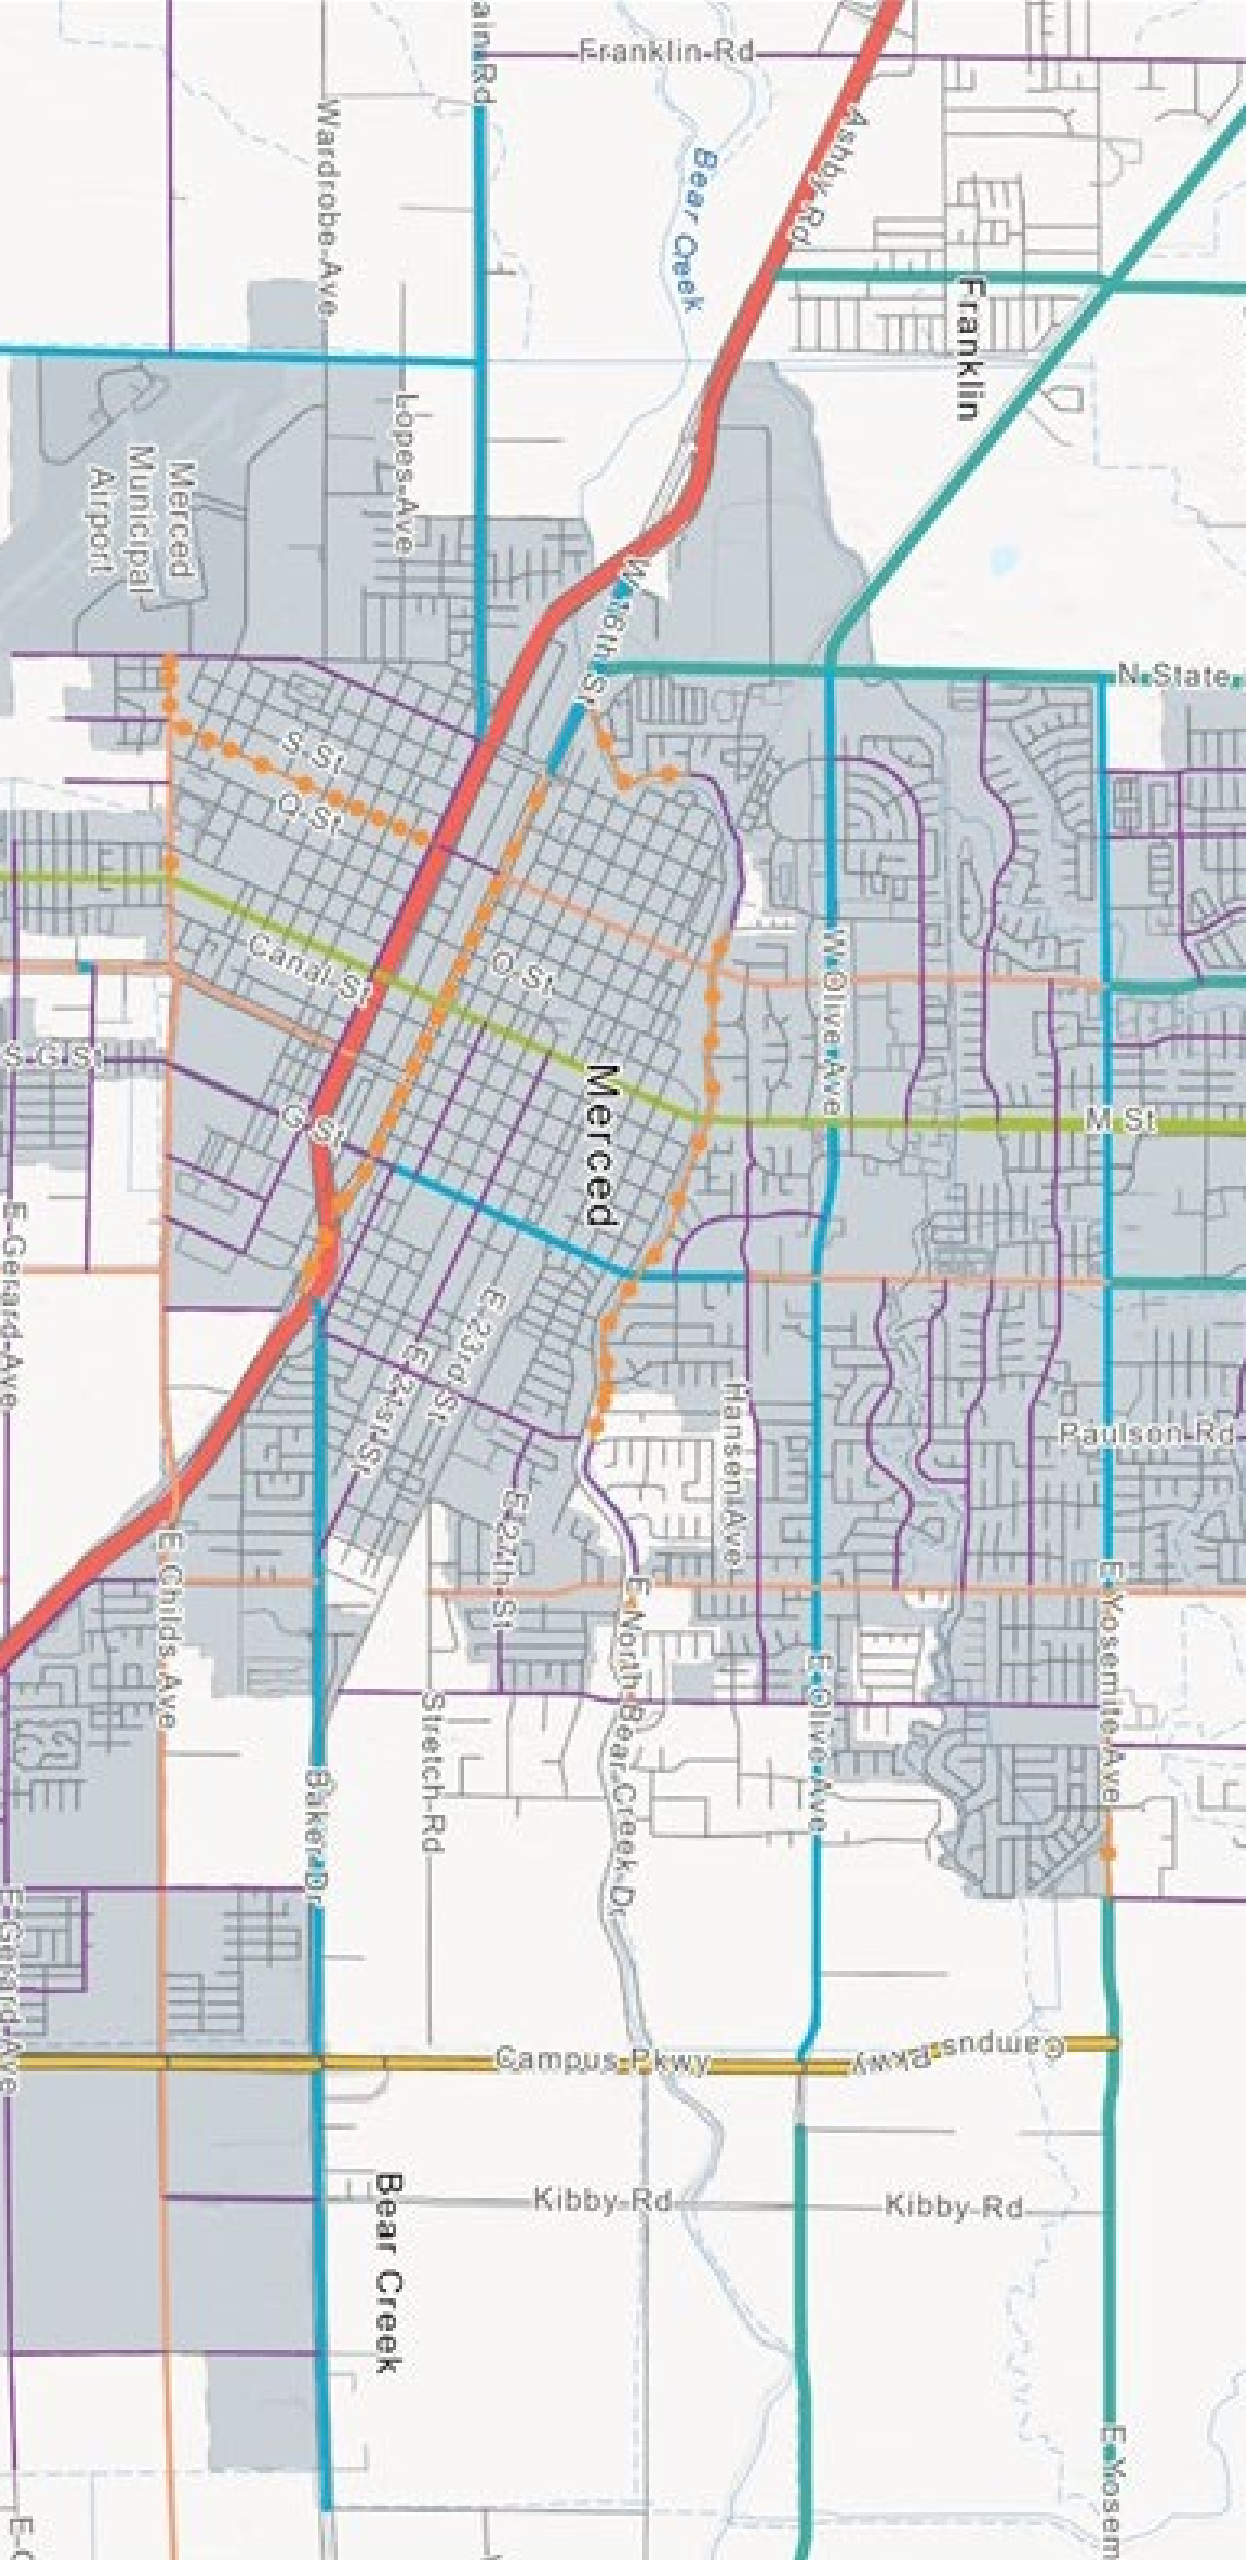 Franklin-Rd
Wardrobe-Ave
Bear Creek
Ashby-Rd
Franklin
Lopes-Ave
Merced
Municipal
Airport
W-16th-St
N-State
S-St
Q-St
Canal-St
O-St
W-Olive-Ave
S-G-St
G-St
Merced
M-St
E-Gerard-Ave
E-23rd-St
E-21st-St
Hansen-Ave
Paulson-Rd
E-27th-St
E-Childs-Ave
E-North-Bear-Creek-Dr
E-Yosemite-Ave
E-Olive-Ave
Stretch-Rd
Baker-Dr
E-Gerard-Ave
Campus-Pkwy
Campus-Pkwy
Bear Creek
Kibby-Rd
Kibby-Rd
E-Yosem